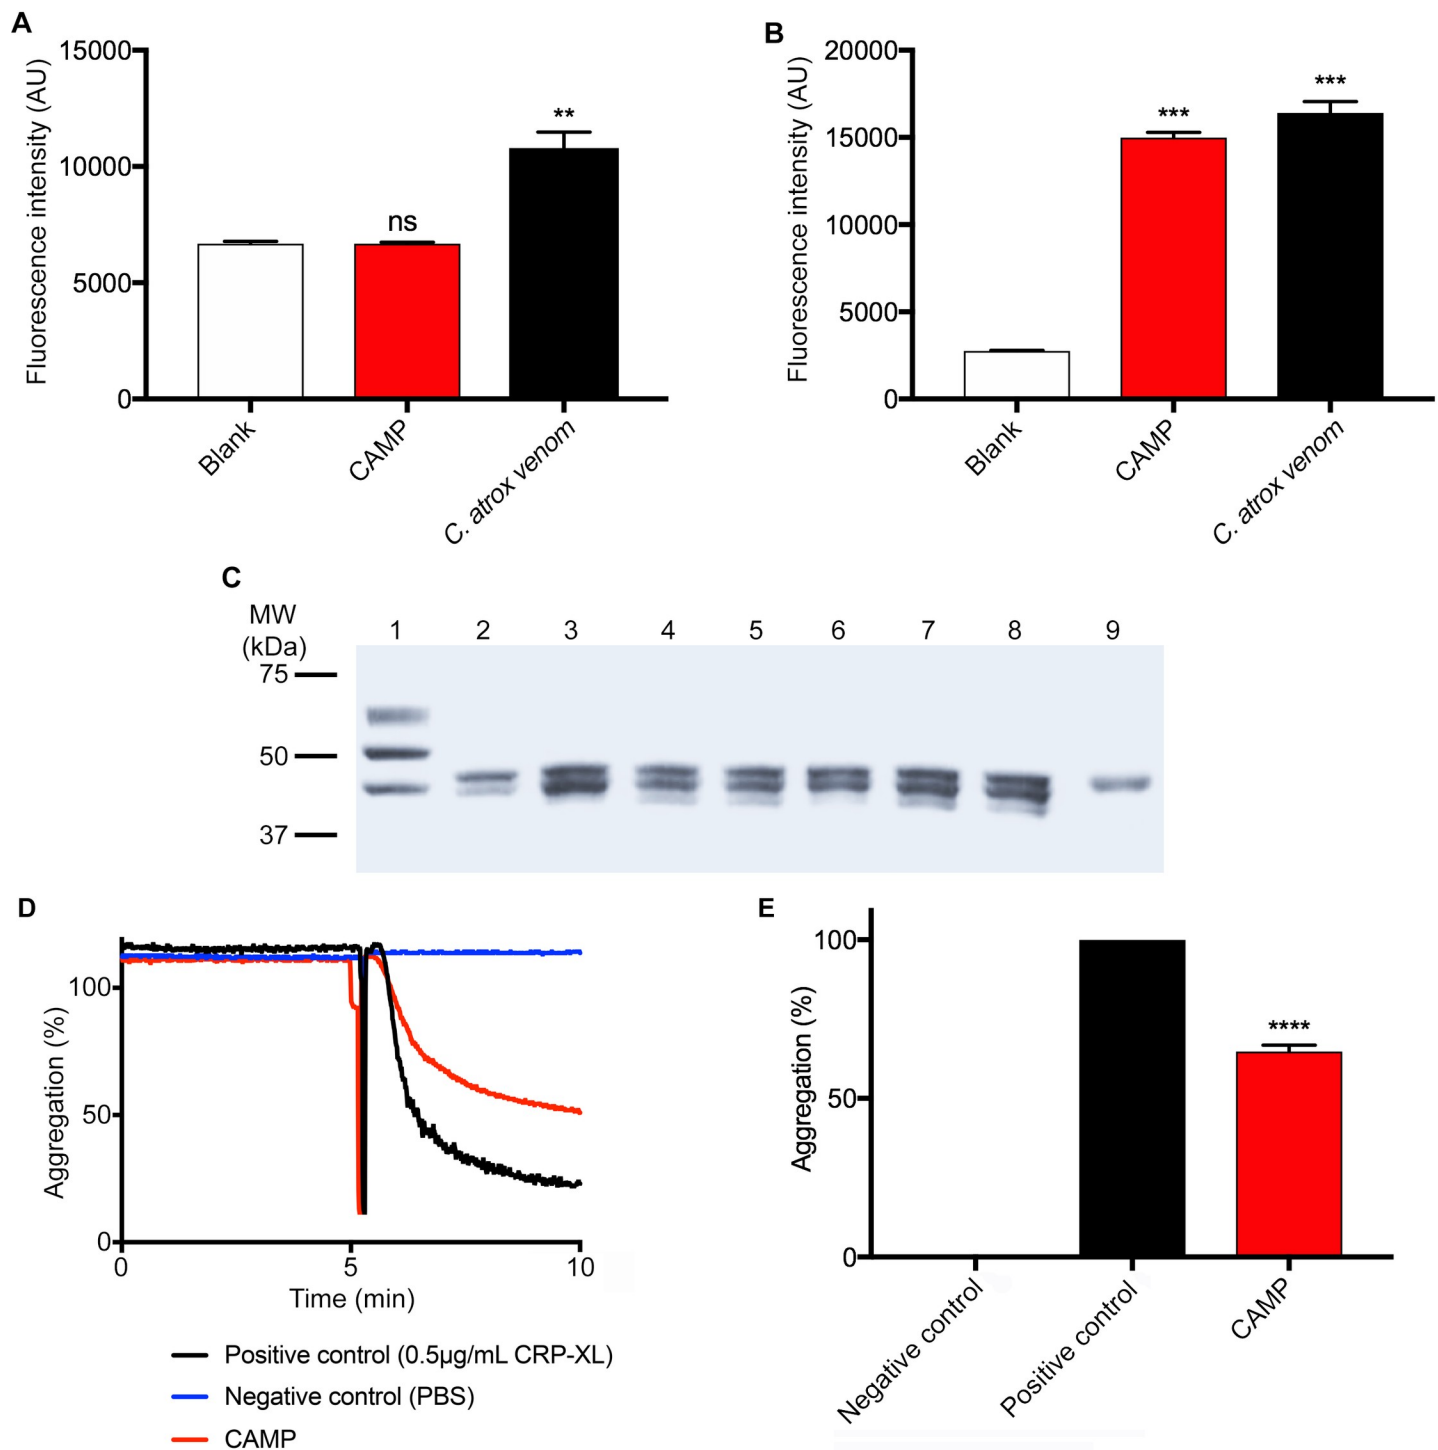 A
Fluorescence intensity (AU)
15000
10000
5000
0
ns
**
Blank
CAMP
C. atrox venom
B
Fluorescence intensity (AU)
20000
15000
10000
5000
0
***
***
Blank
CAMP
C. atrox venom
C
MW
(kDa)
1 2 3 4 5 6 7 8 9
75
50
37
D
Aggregation (%)
100
50
0
0 5 10
Time (min)
Positive control (0.5µg/mL CRP-XL)
Negative control (PBS)
CAMP
E
Aggregation (%)
100
50
0
****
Negative control
Positive control
CAMP